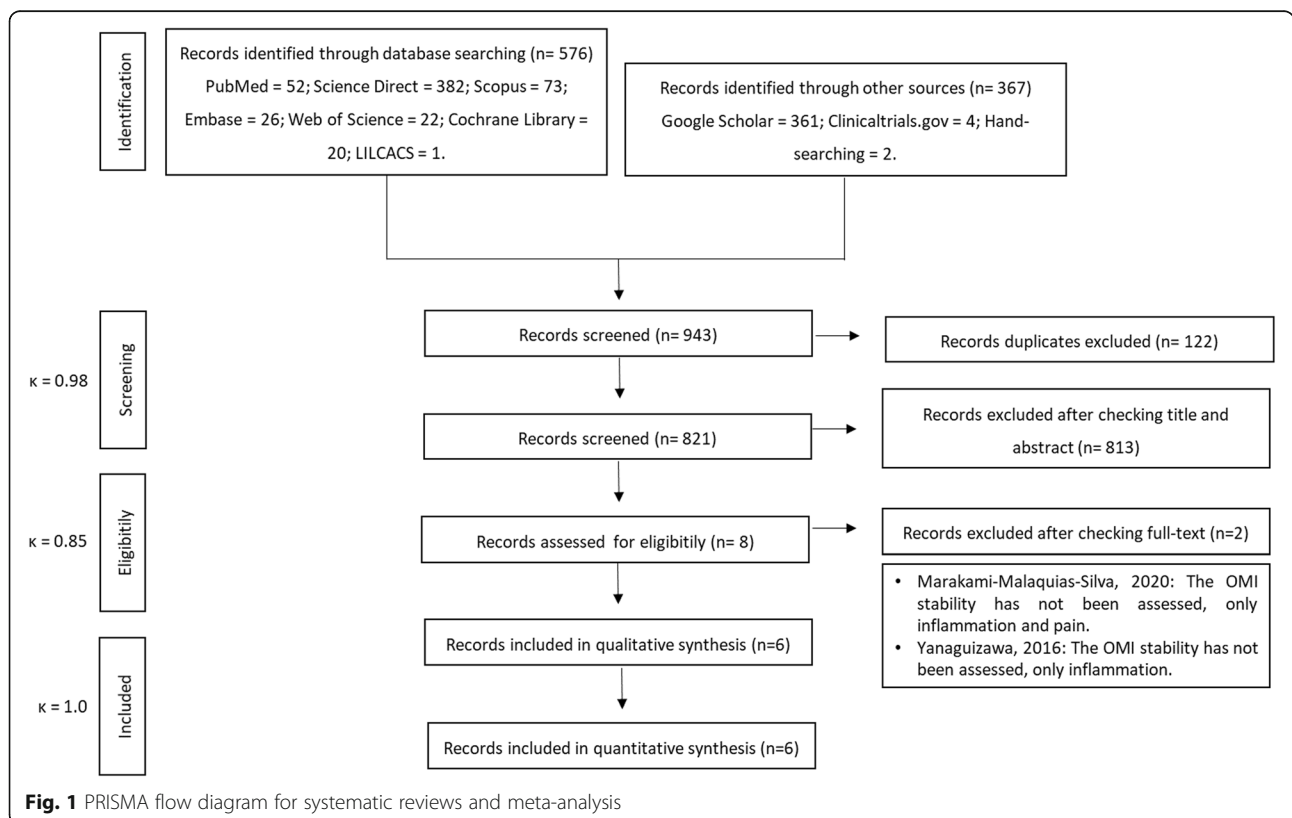 Identification
Records identified through database searching (n= 576)
PubMed = 52; Science Direct = 382; Scopus = 73;
Embase = 26; Web of Science = 22; Cochrane Library =
20; LILCACS = 1.
Records identified through other sources (n= 367)
Google Scholar = 361; Clinicaltrials.gov = 4; Hand-
searching = 2.
κ = 0.98
Screening
Records screened (n= 943)
Records duplicates excluded (n= 122)
Records screened (n= 821)
Records excluded after checking title and
abstract (n= 813)
κ = 0.85
Eligibitily
Records assessed for eligibitily (n= 8)
Records excluded after checking full-text (n=2)
• Marakami-Malaquias-Silva, 2020: The OMI
stability has not been assessed, only
inflammation and pain.
• Yanaguizawa, 2016: The OMI stability has not
been assessed, only inflammation.
Records included in qualitative synthesis (n=6)
κ = 1.0
Included
Records included in quantitative synthesis (n=6)
Fig. 1 PRISMA flow diagram for systematic reviews and meta-analysis